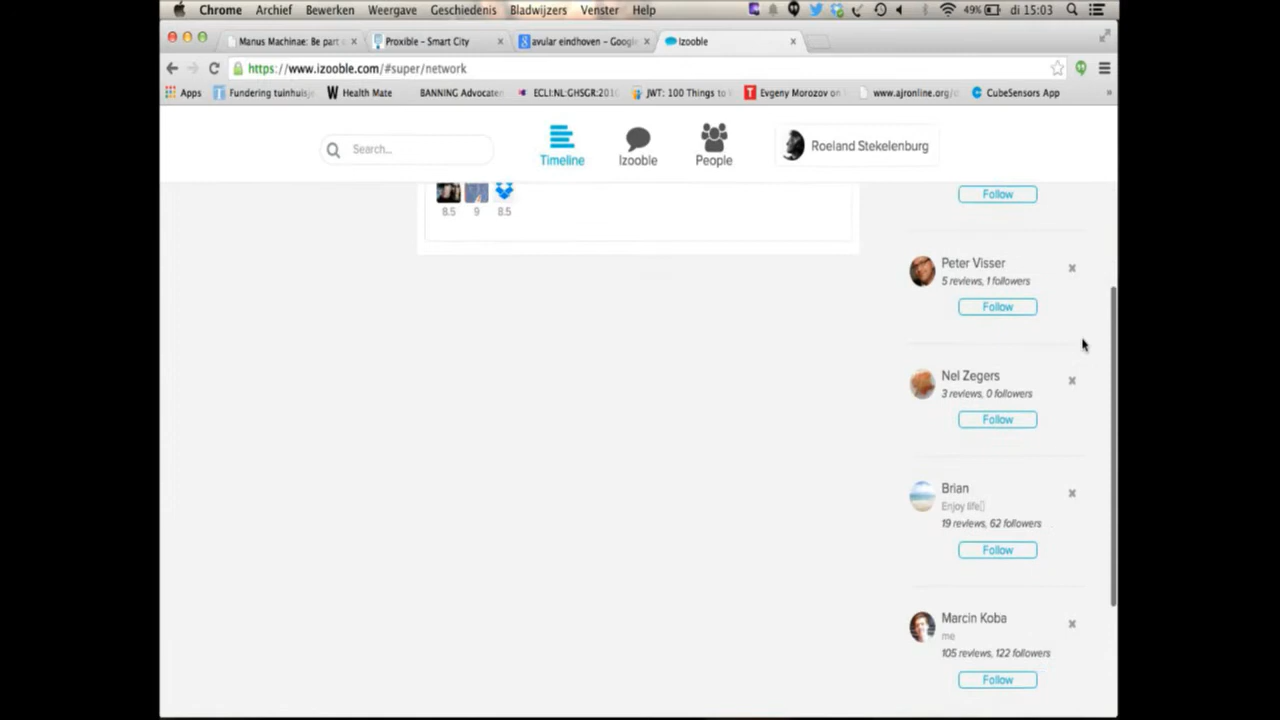 Chrome Archief Bewerken Weergave Geschiedenis Bladwijzers Venster Help 49% di 15:03
Manus Machinae: Be part Proxible - Smart City avular eindhoven - Goog Izooble
https://www.izooble.com/#super/network
Apps Fundering tuinhuis Health Mate BANNING Advocaten ECLI:NL:GHSGR:201 JWT: 100 Things to Evgeny Morozov on www.ajronline.org/ CubeSensors App »
Search... Timeline Izooble People Roeland Stekelenburg
8.5 9 8.5
Follow
Peter Visser
5 reviews, 1 followers
Follow
Nel Zegers
3 reviews, 0 followers
Follow
Brian
Enjoy life
19 reviews, 62 followers
Follow
Marcin Koba
me
105 reviews, 122 followers
Follow